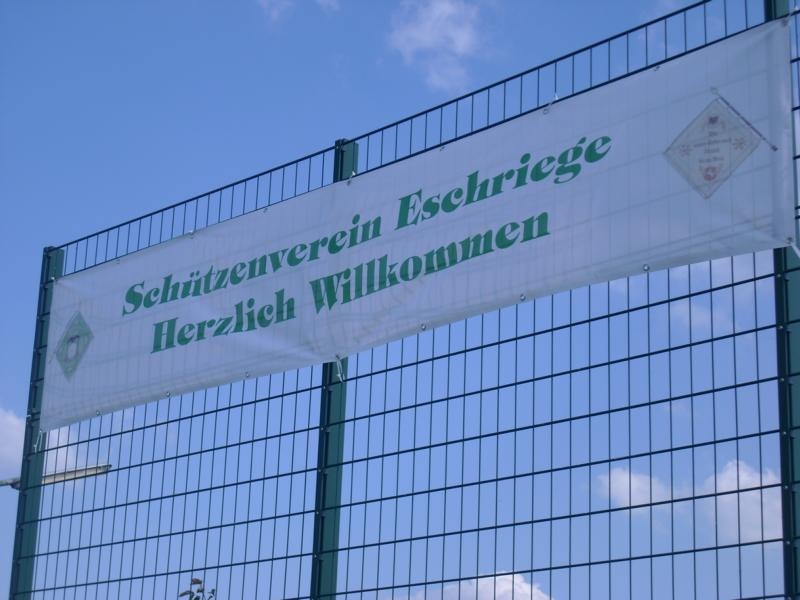 Schützenverein Eschriege
Herzlich Willkommen